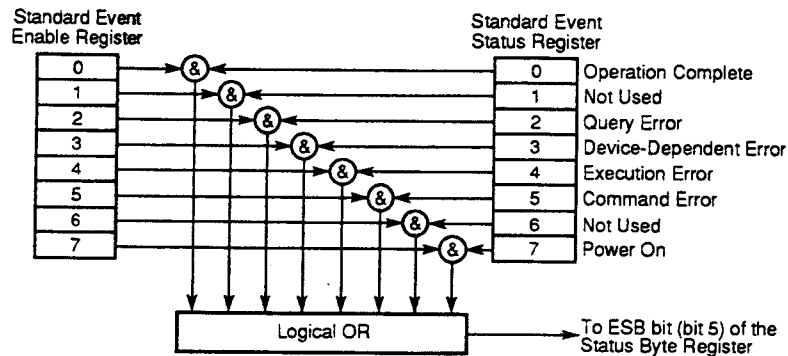 Standard Event
Enable Register
Standard Event
Status Register
0 & 0 Operation Complete
1 & 1 Not Used
2 & 2 Query Error
3 & 3 Device-Dependent Error
4 & 4 Execution Error
5 & 5 Command Error
6 & 6 Not Used
7 & 7 Power On
Logical OR
To ESB bit (bit 5) of the
Status Byte Register